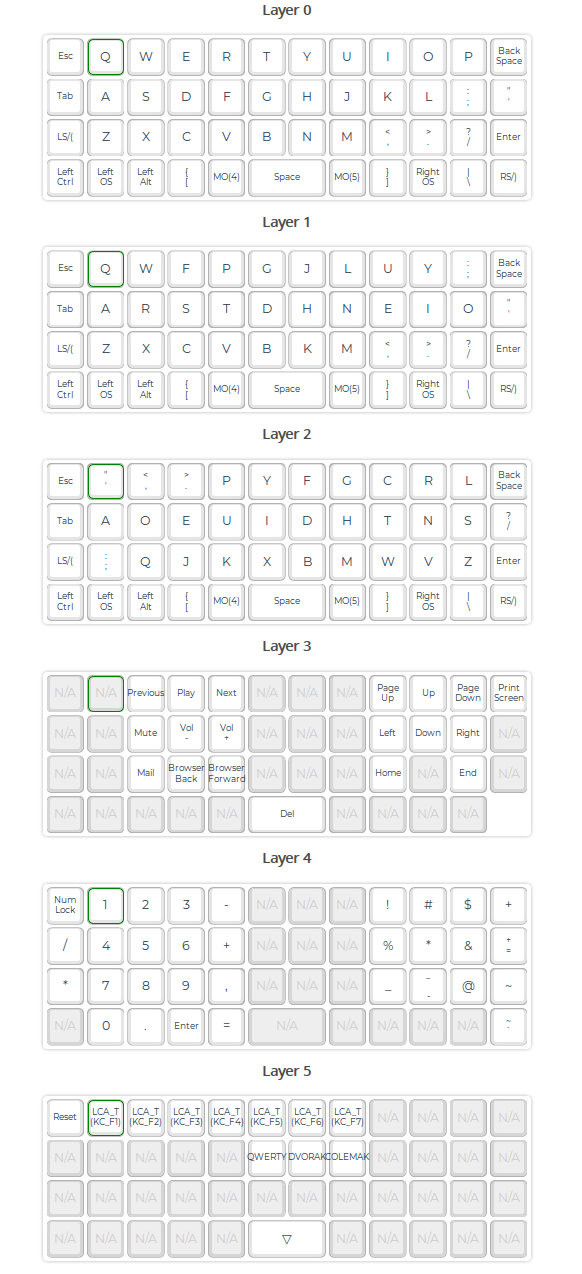 Layer 0
Esc Q W E R T Y U I O P Back Space
Tab A S D F G H J K L : ; " '
LS/( Z X C V B N M < , > . ? / Enter
Left Ctrl Left OS Left Alt { [ MO(4) Space MO(5) } ] Right OS | \ RS/)
Layer 1
Esc Q W F P G J L U Y : ; Back Space
Tab A R S T D H N E I O " '
LS/( Z X C V B K M < , > . ? / Enter
Left Ctrl Left OS Left Alt { [ MO(4) Space MO(5) } ] Right OS | \ RS/)
Layer 2
Esc " ' < , > . P Y F G C R L Back Space
Tab A O E U I D H T N S ? /
LS/( : ; Q J K X B M W V Z Enter
Left Ctrl Left OS Left Alt { [ MO(4) Space MO(5) } ] Right OS | \ RS/)
Layer 3
N/A N/A Previous Play Next N/A N/A N/A Page Up Up Page Down Print Screen
N/A N/A Mute Vol - Vol + N/A N/A N/A Left Down Right N/A
N/A N/A Mail Browser Back Browser Forward N/A N/A N/A Home N/A End N/A
N/A N/A N/A N/A N/A Del N/A N/A N/A N/A
Layer 4
Num Lock 1 2 3 - N/A N/A N/A ! # $ +
/ 4 5 6 + N/A N/A N/A % * & + =
* 7 8 9 , N/A N/A N/A _ _ - @ ~
N/A 0 . Enter = N/A N/A N/A N/A N/A ~ `
Layer 5
Reset LCA_T (KC_F1) LCA_T (KC_F2) LCA_T (KC_F3) LCA_T (KC_F4) LCA_T (KC_F5) LCA_T (KC_F6) LCA_T (KC_F7) N/A N/A N/A N/A
N/A N/A N/A N/A N/A QWERTY DVORAK COLEMAK N/A N/A N/A N/A
N/A N/A N/A N/A N/A N/A N/A N/A N/A N/A N/A N/A
N/A N/A N/A N/A N/A ▽ N/A N/A N/A N/A N/A